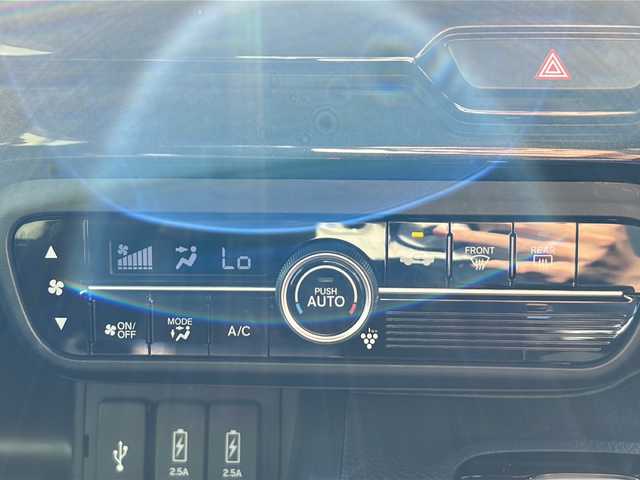 Lo
FRONT
REAR
PUSH
AUTO
ON/
OFF
MODE
A/C
2.5A
2.5A